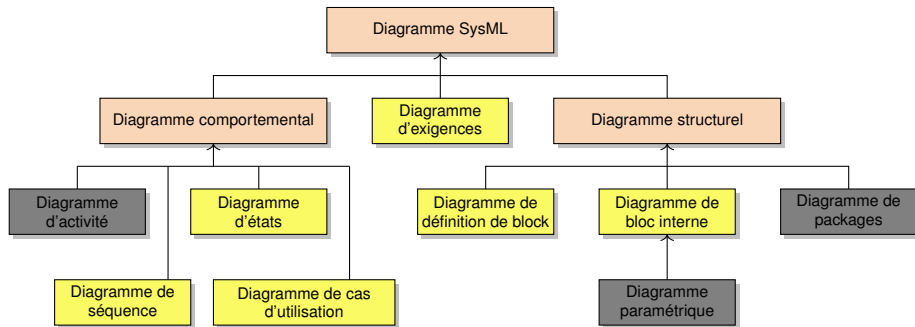 Diagramme SysML
Diagramme comportemental
Diagramme
d'exigences
Diagramme structurel
Diagramme
d'activité
Diagramme
d'états
Diagramme de
définition de block
Diagramme de
bloc interne
Diagramme de
packages
Diagramme de
séquence
Diagramme de cas
d'utilisation
Diagramme
paramétrique